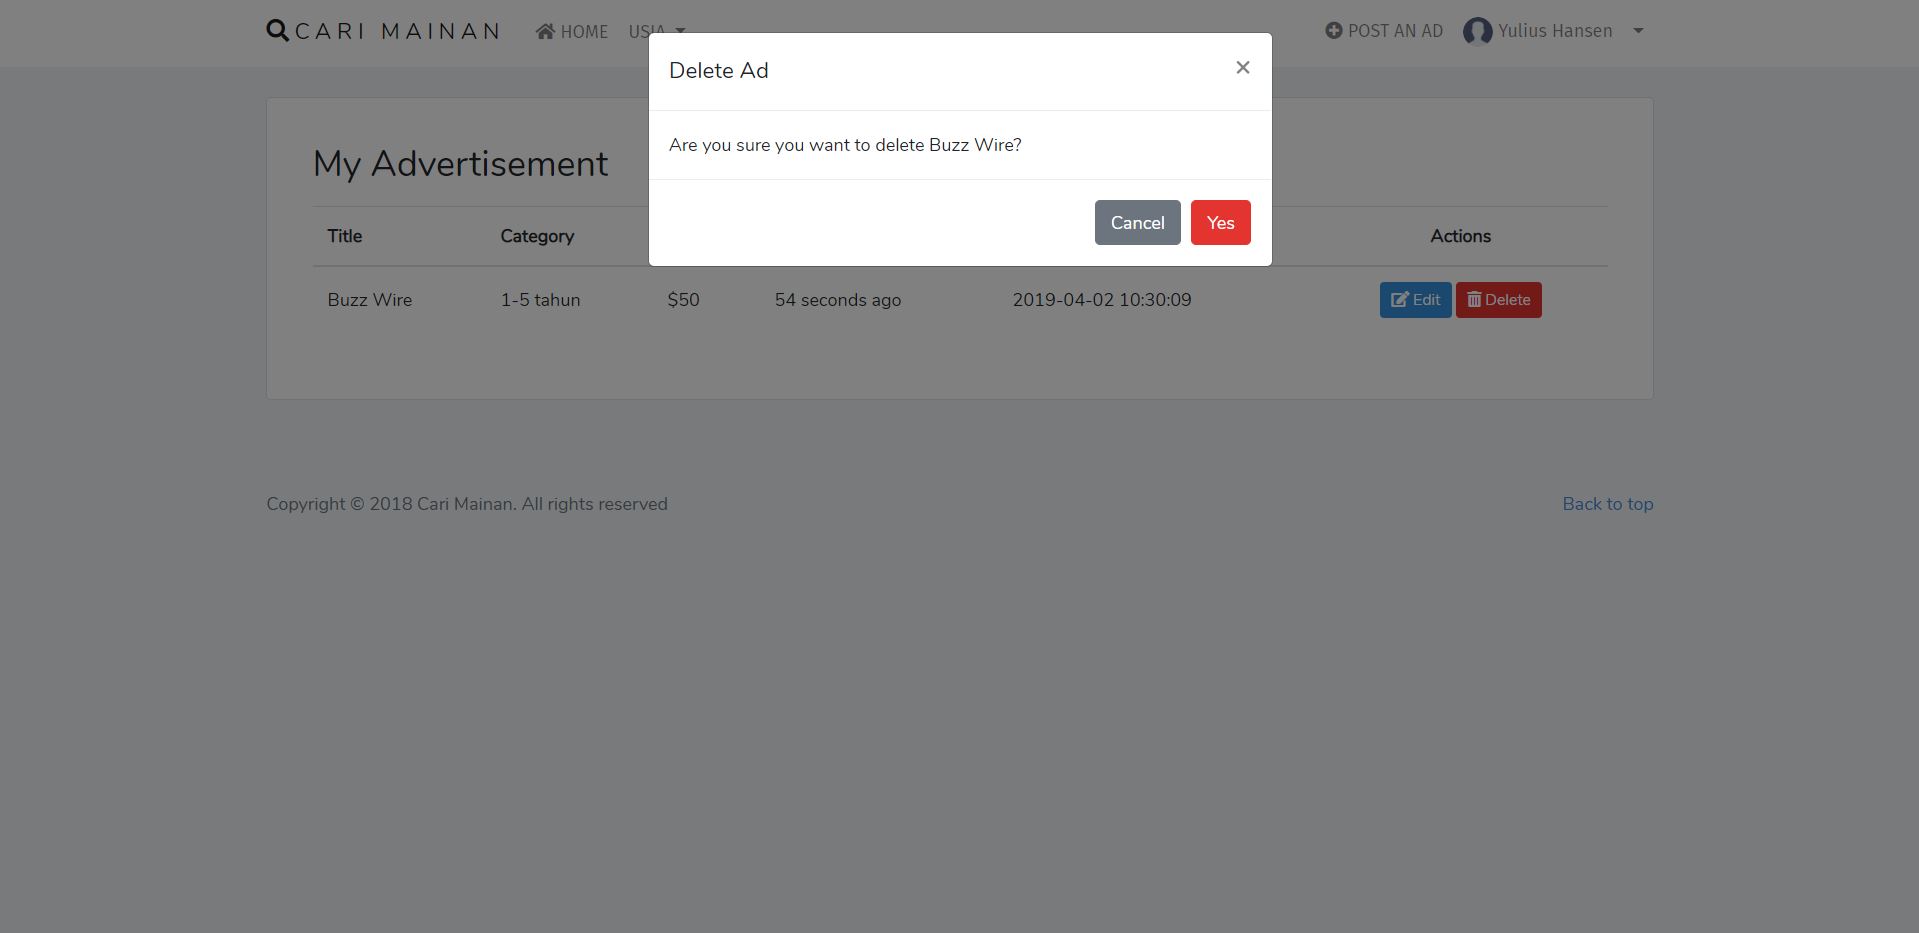 CARI MAINAN HOME USIA POST AN AD Yulius Hansen
Delete Ad ×
Are you sure you want to delete Buzz Wire?
Cancel Yes
My Advertisement
Title Category Actions
Buzz Wire 1-5 tahun $50 54 seconds ago 2019-04-02 10:30:09 Edit Delete
Copyright © 2018 Cari Mainan. All rights reserved Back to top